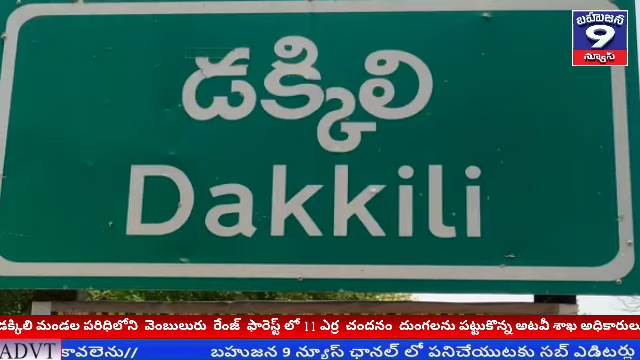 బహుజన
9
న్యూస్
డక్కిలి
Dakkili
డక్కిలి మండల పరిధిలోని వెంబులురు రేంజ్ ఫారెస్ట్ లో 11 ఎర్ర చందనం దుంగలను పట్టుకొన్న అటవీ శాఖ అధికారులు
ADVT కావలెను// బహుజన 9 న్యూస్ ఛానల్ లో పనిచేయుటకు సబ్ ఎడిటర్లు